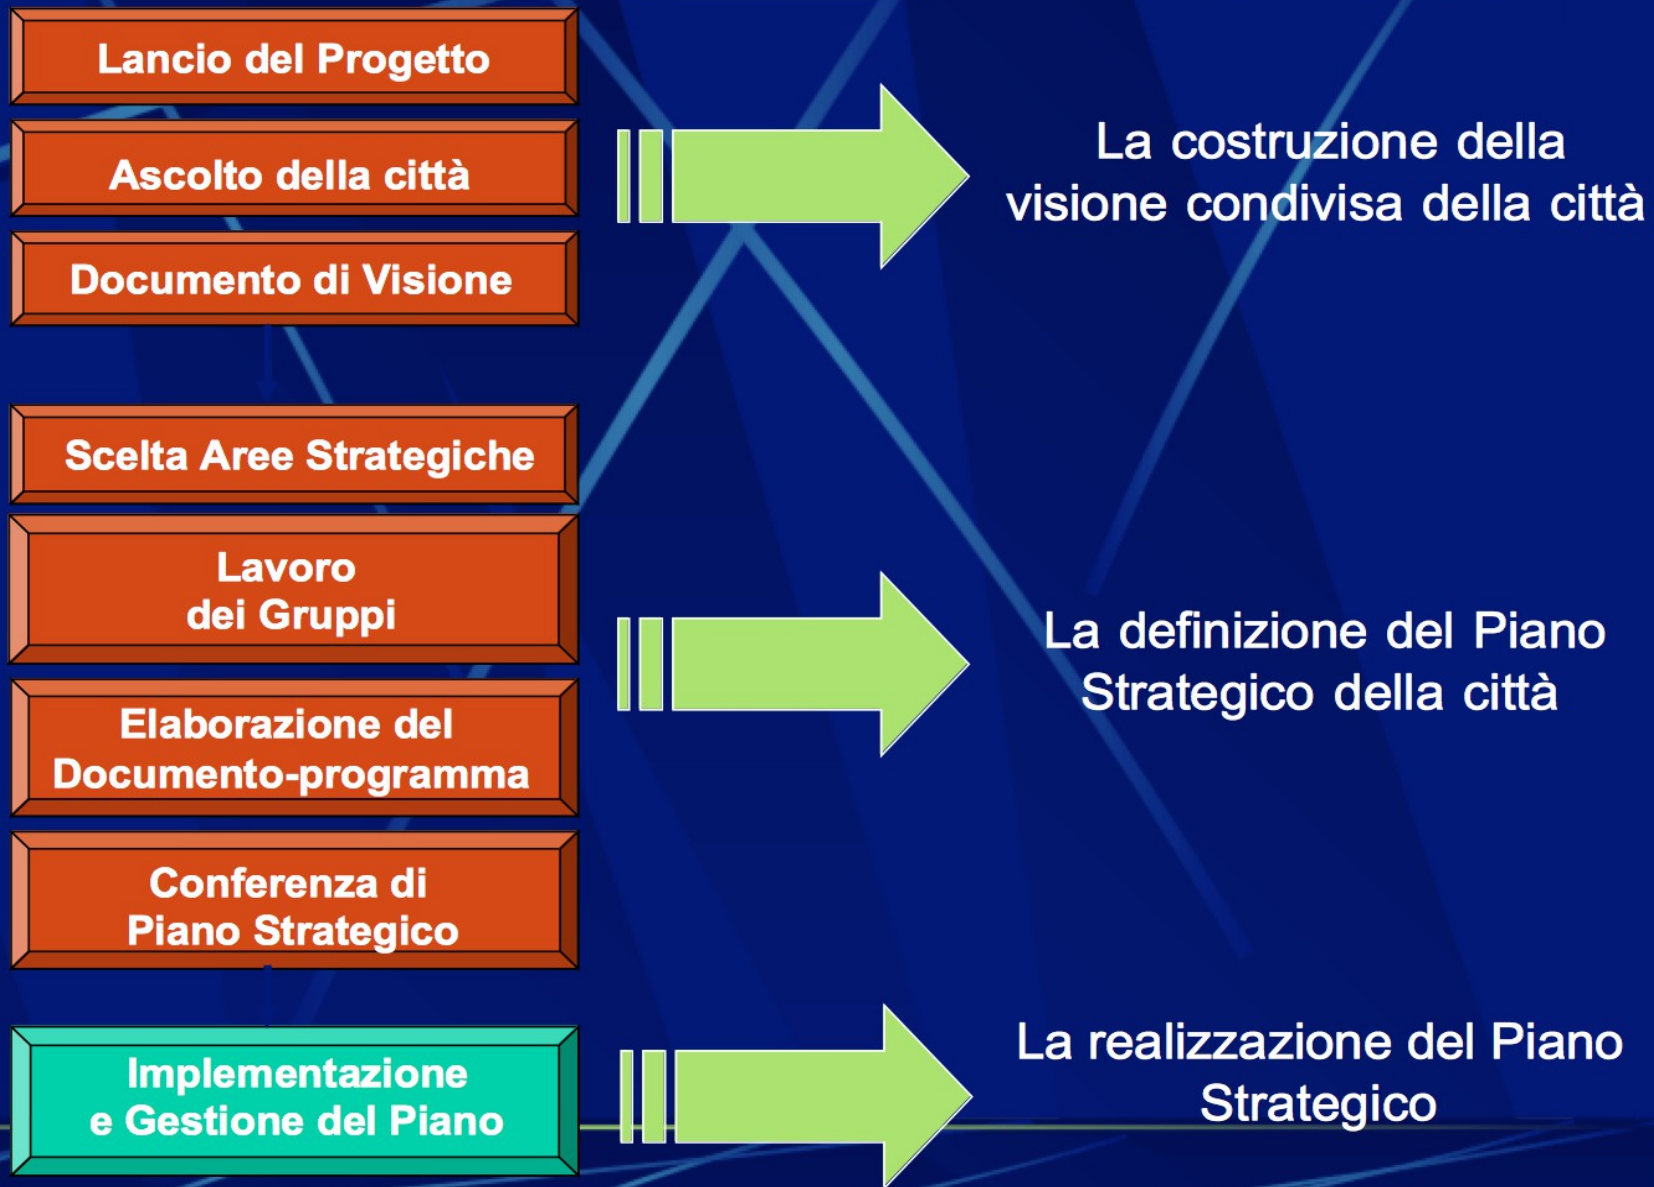 Lancio del Progetto
Ascolto della città
Documento di Visione
La costruzione della
visione condivisa della città
Scelta Aree Strategiche
Lavoro
dei Gruppi
Elaborazione del
Documento-programma
Conferenza di
Piano Strategico
La definizione del Piano
Strategico della città
Implementazione
e Gestione del Piano
La realizzazione del Piano
Strategico